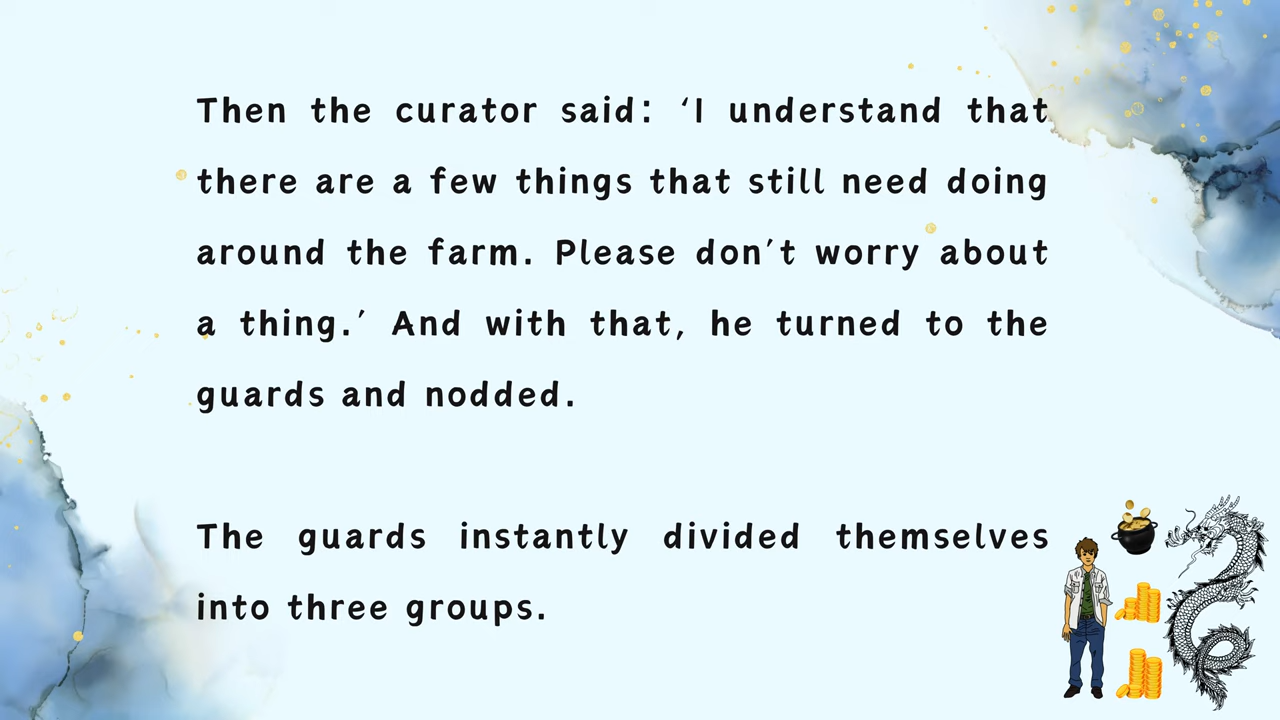 Then the curator said: ‘I understand that
there are a few things that still need doing
around the farm. Please don’t worry about
a thing.’ And with that, he turned to the
guards and nodded.
The guards instantly divided themselves
into three groups.